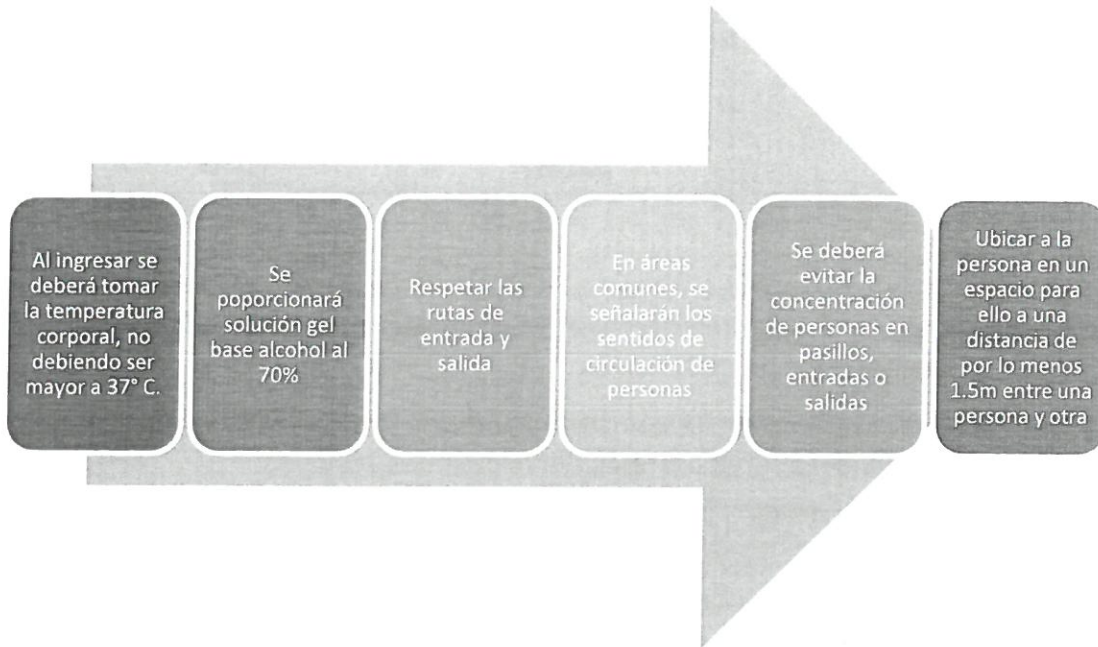 Al ingresar se
deberá tomar
la temperatura
corporal, no
debiendo ser
mayor a 37° C.
Se
poporcionará
solución gel
base alcohol al
70%
Respetar las
rutas de
entrada y
salida
En áreas
comunes, se
señalarán los
sentidos de
circulación de
personas
Se deberá
evitar la
concentración
de personas en
pasillos,
entradas o
salidas
Ubicar a la
persona en un
espacio para
ello a una
distancia de
por lo menos
1.5m entre una
persona y otra